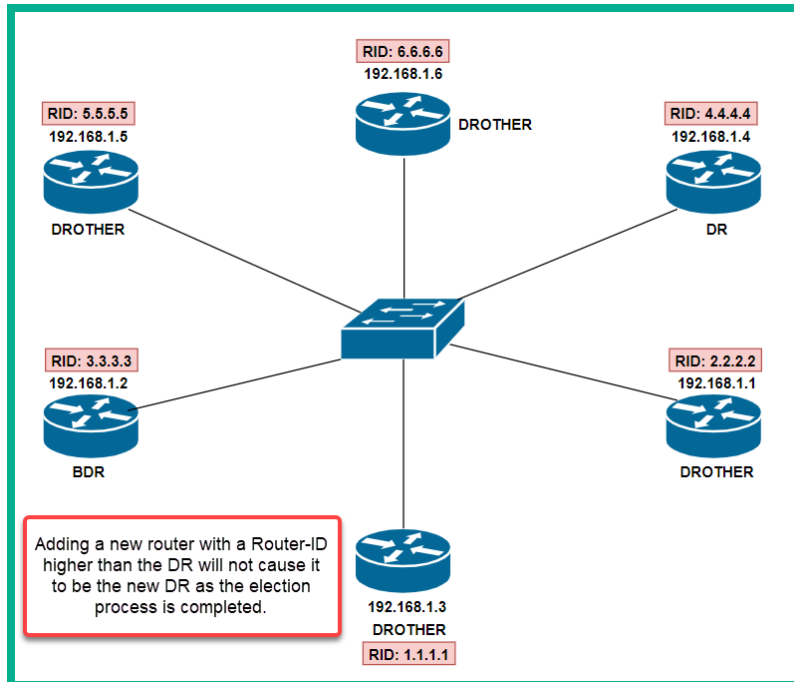 RID: 6.6.6.6
192.168.1.6
DROTHER
RID: 5.5.5.5
192.168.1.5
DROTHER
RID: 4.4.4.4
192.168.1.4
DR
RID: 3.3.3.3
192.168.1.2
BDR
RID: 2.2.2.2
192.168.1.1
DROTHER
Adding a new router with a Router-ID
higher than the DR will not cause it
to be the new DR as the election
process is completed.
192.168.1.3
DROTHER
RID: 1.1.1.1